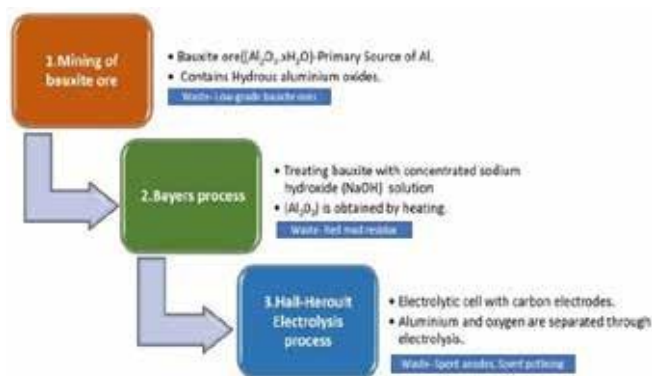 1.Mining of
bauxite ore
• Bauxite ore([Al₂O₃.xH₂O)-Primary Source of Al.
• Contains Hydrous aluminium oxides.
Waste- Low grade bauxite ores
2.Bayers process
• Treating bauxite with concentrated sodium
hydroxide (NaOH) solution
• (Al₂O₃) is obtained by heating.
Waste- Red mud residue
3.Hall-Heroult
Electrolysis
process
• Electrolytic cell with carbon electrodes.
• Aluminium and oxygen are separated through
electrolysis.
Waste- Spent anodes, Spent potlining